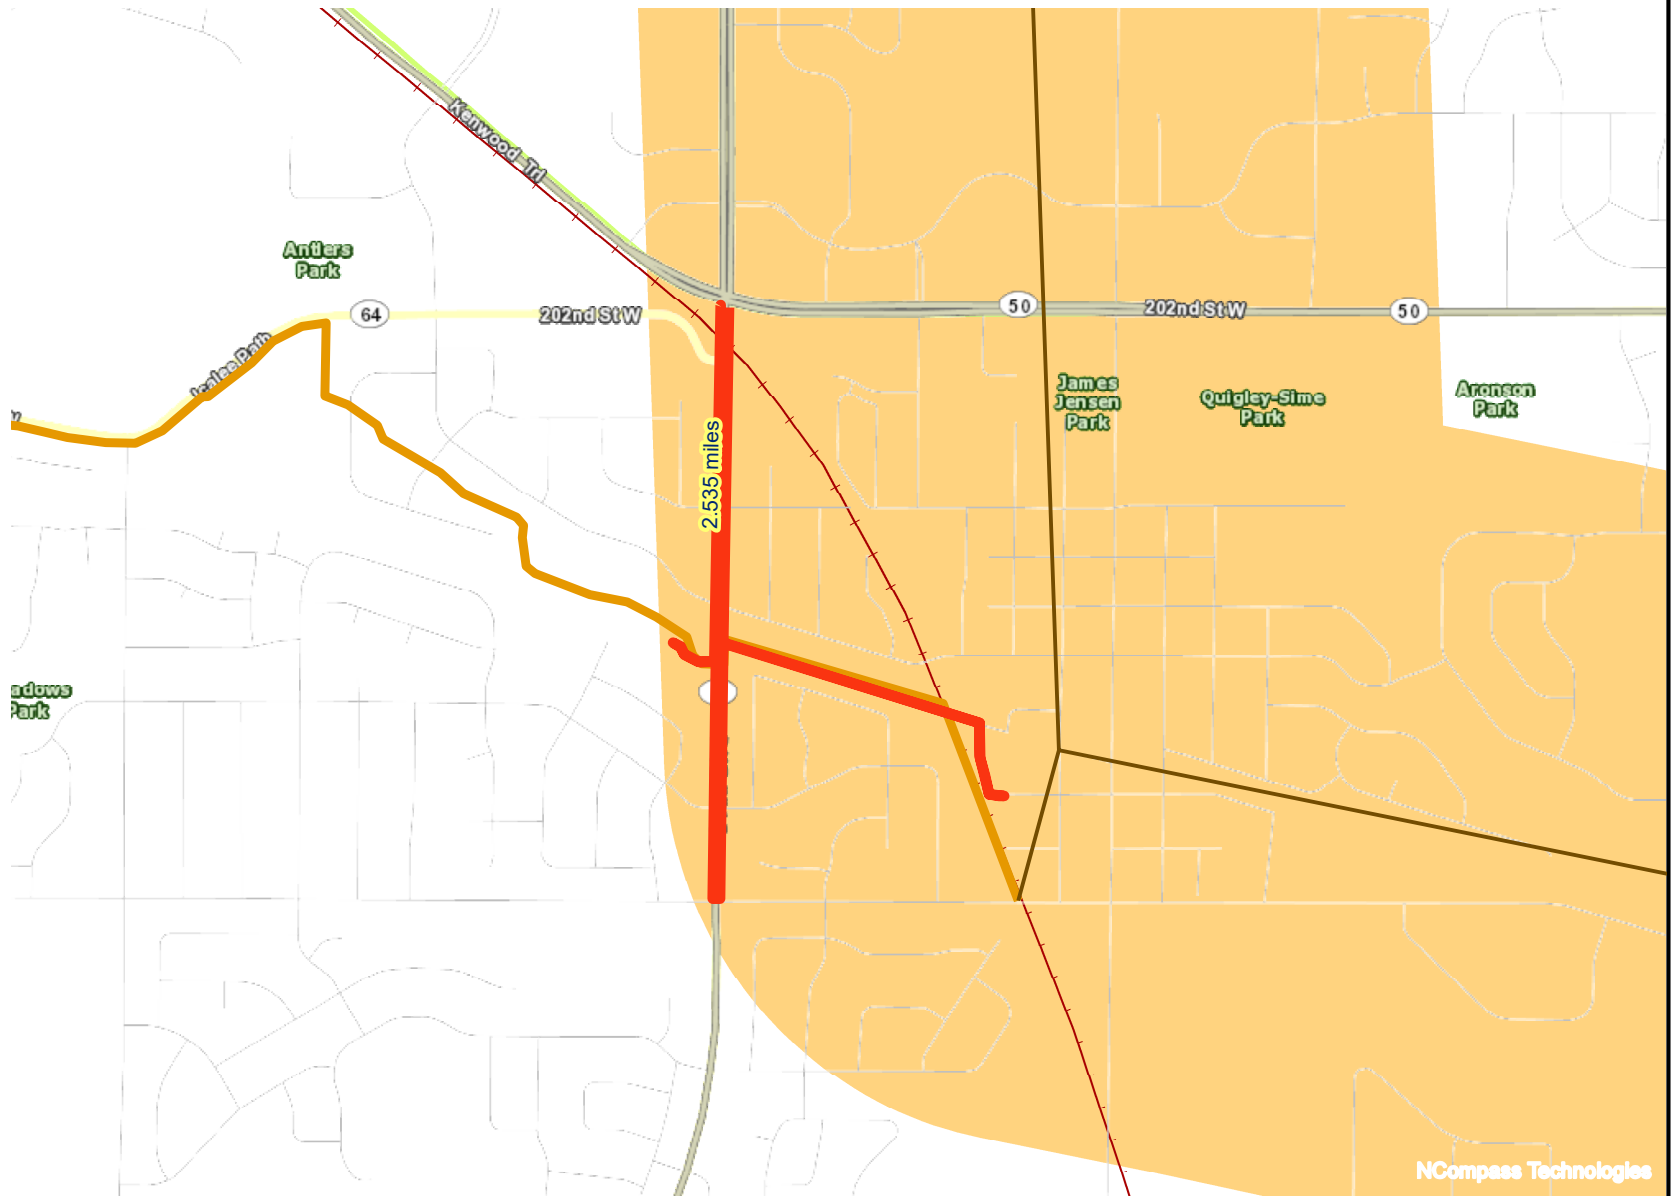 Kenwood Trl
Antlers
Park
64
202nd St W
50
202nd St W
50
Icalee Path
James
Jensen
Park
Quigley-Sime
Park
Aronson
Park
2.535 miles
adows
Park
NCompass Technologies